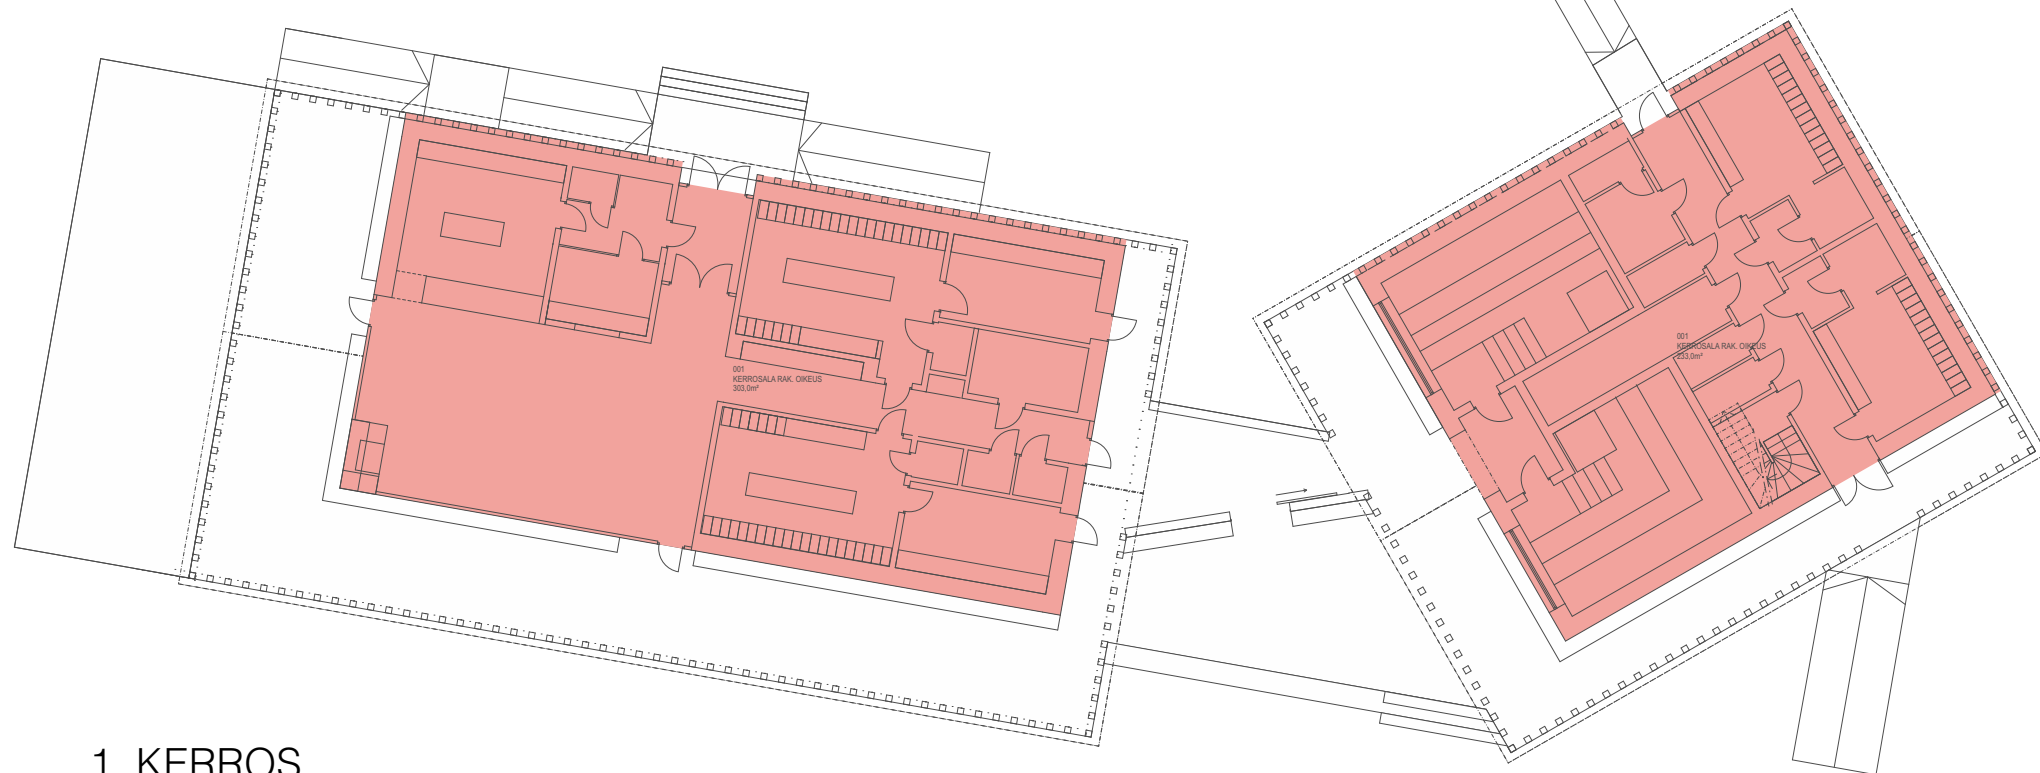 001
KERROSALA RAK. OIKEUS
303,0m²
001
KERROSALA RAK. OIKEUS
233,0m²
1. KERROS